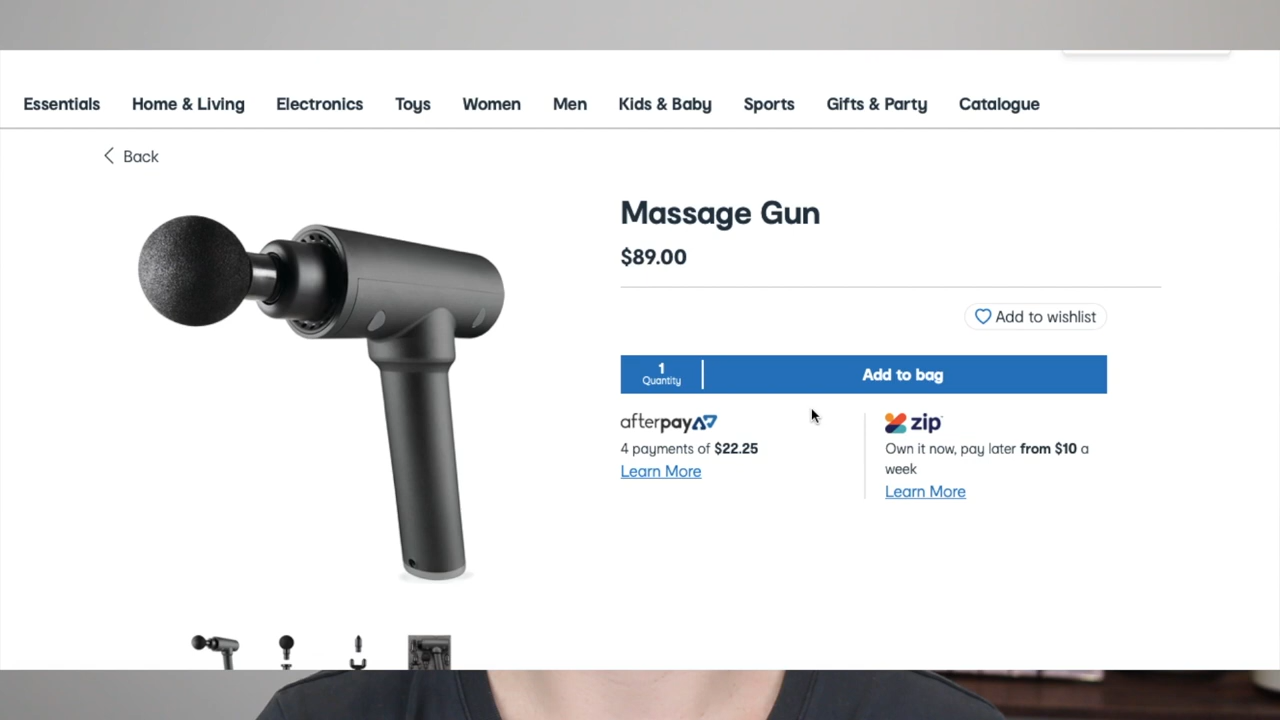 Essentials Home & Living Electronics Toys Women Men Kids & Baby Sports Gifts & Party Catalogue
Back
Massage Gun
$89.00
Add to wishlist
1
Quantity
Add to bag
afterpay
4 payments of $22.25
Learn More
zip
Own it now, pay later from $10 a
week
Learn More